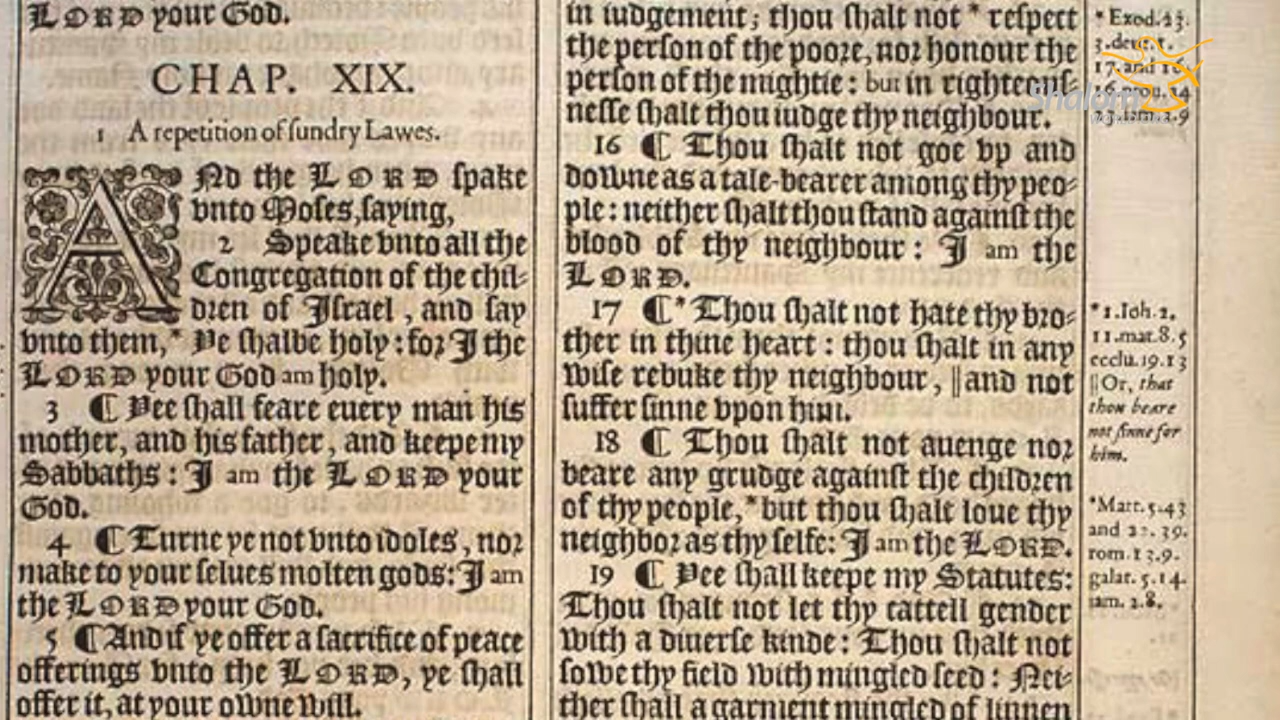 LORD your God.
CHAP. XIX.
1 A repetition of sundry Lawes.
ANd the LORD spake
vnto Moses, saying,
2 Speake vnto all the
Congregation of the chil-
dren of Israel, and say
vnto them,* Ye shalbe holy: for I the
LORD your God am holy.
3 ¶ Yee shall feare euery man his
mother, and his father, and keepe my
Sabbaths: I am the LORD your
God.
4 ¶ Turne ye not vnto idoles, nor
make to your selues molten gods: I am
the LORD your God.
5 ¶ And if ye offer a sacrifice of peace
offerings vnto the LORD, ye shall
offer it, at your owne will.
in iudgement; thou shalt not * respect
the person of the poore, nor honour the
person of the mightie: but in righteous-
nesse shalt thou iudge thy neighbour.
16 ¶ Thou shalt not goe vp and
downe as a tale-bearer among thy peo-
ple: neither shalt thou stand against the
blood of thy neighbour: I am the
LORD.
17 ¶ *Thou shalt not hate thy bro-
ther in thine heart: thou shalt in any
wise rebuke thy neighbour, ||and not
suffer sinne vpon him.
18 ¶ Thou shalt not auenge nor
beare any grudge against the children
of thy people,* but thou shalt loue thy
neighbor as thy selfe: I am the LORD.
19 ¶ Yee shall keepe my Statutes:
Thou shalt not let thy cattell gender
with a diuerse kinde: Thou shalt not
sowe thy field with mingled seed: Nei-
ther shall a garment mingled of linnen
*Exod.23.
3.deut.1.
17.and 16
Shalom
*1.Ioh.2.
11.mat.8.5
ecclu.19.13
||Or, that
thou beare
not sinne for
him.
*Matt.5.43
and 22.39.
rom.13.9.
galat.5.14.
iam.2.8.